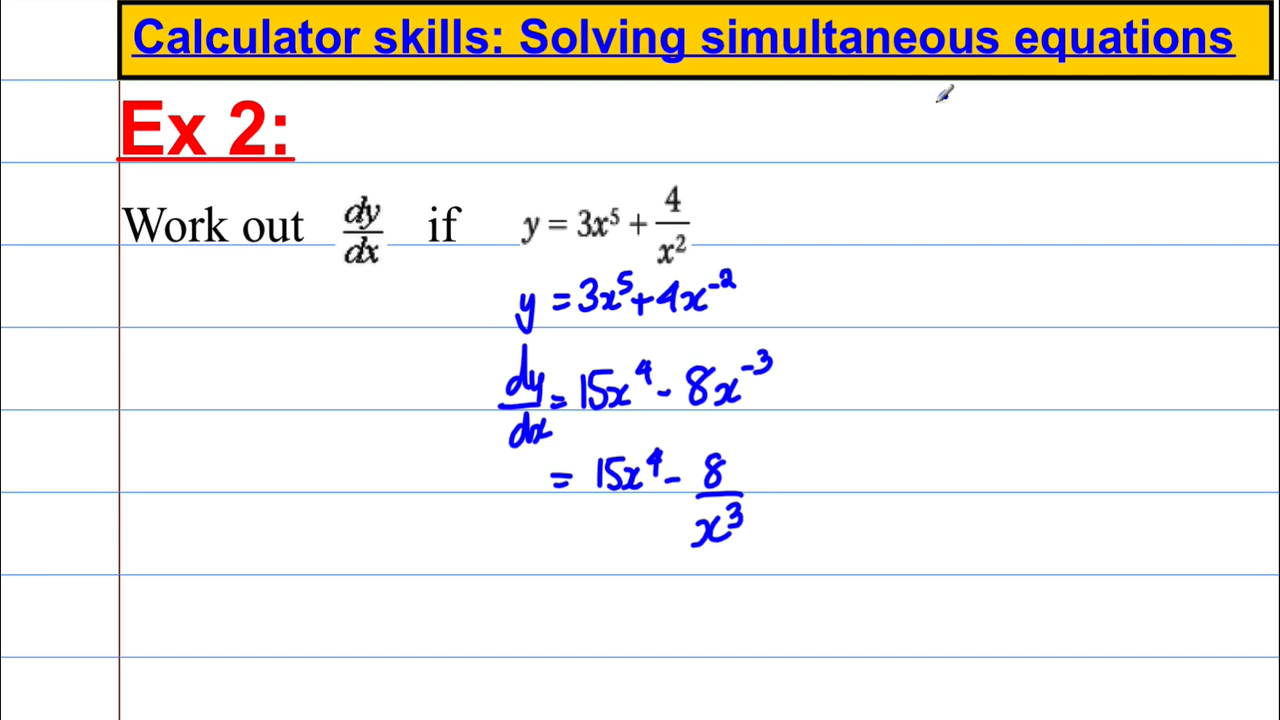 Calculator skills: Solving simultaneous equations
Ex 2:
Work out dy/dx if y = 3x⁵ + 4/x²
y = 3x⁵ + 4x⁻²
dy/dx = 15x⁴ - 8x⁻³
= 15x⁴ - 8/x³